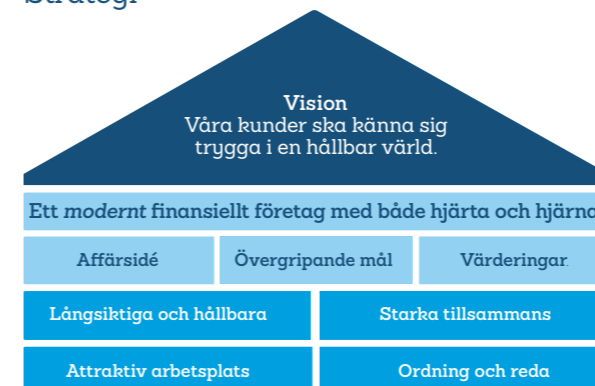 Strategi
Vision
Våra kunder ska känna sig
trygga i en hållbar värld.
Ett modernt finansiellt företag med både hjärta och hjärna
Affärsidé
Övergripande mål
Värderingar
Långsiktiga och hållbara
Starka tillsammans
Attraktiv arbetsplats
Ordning och reda